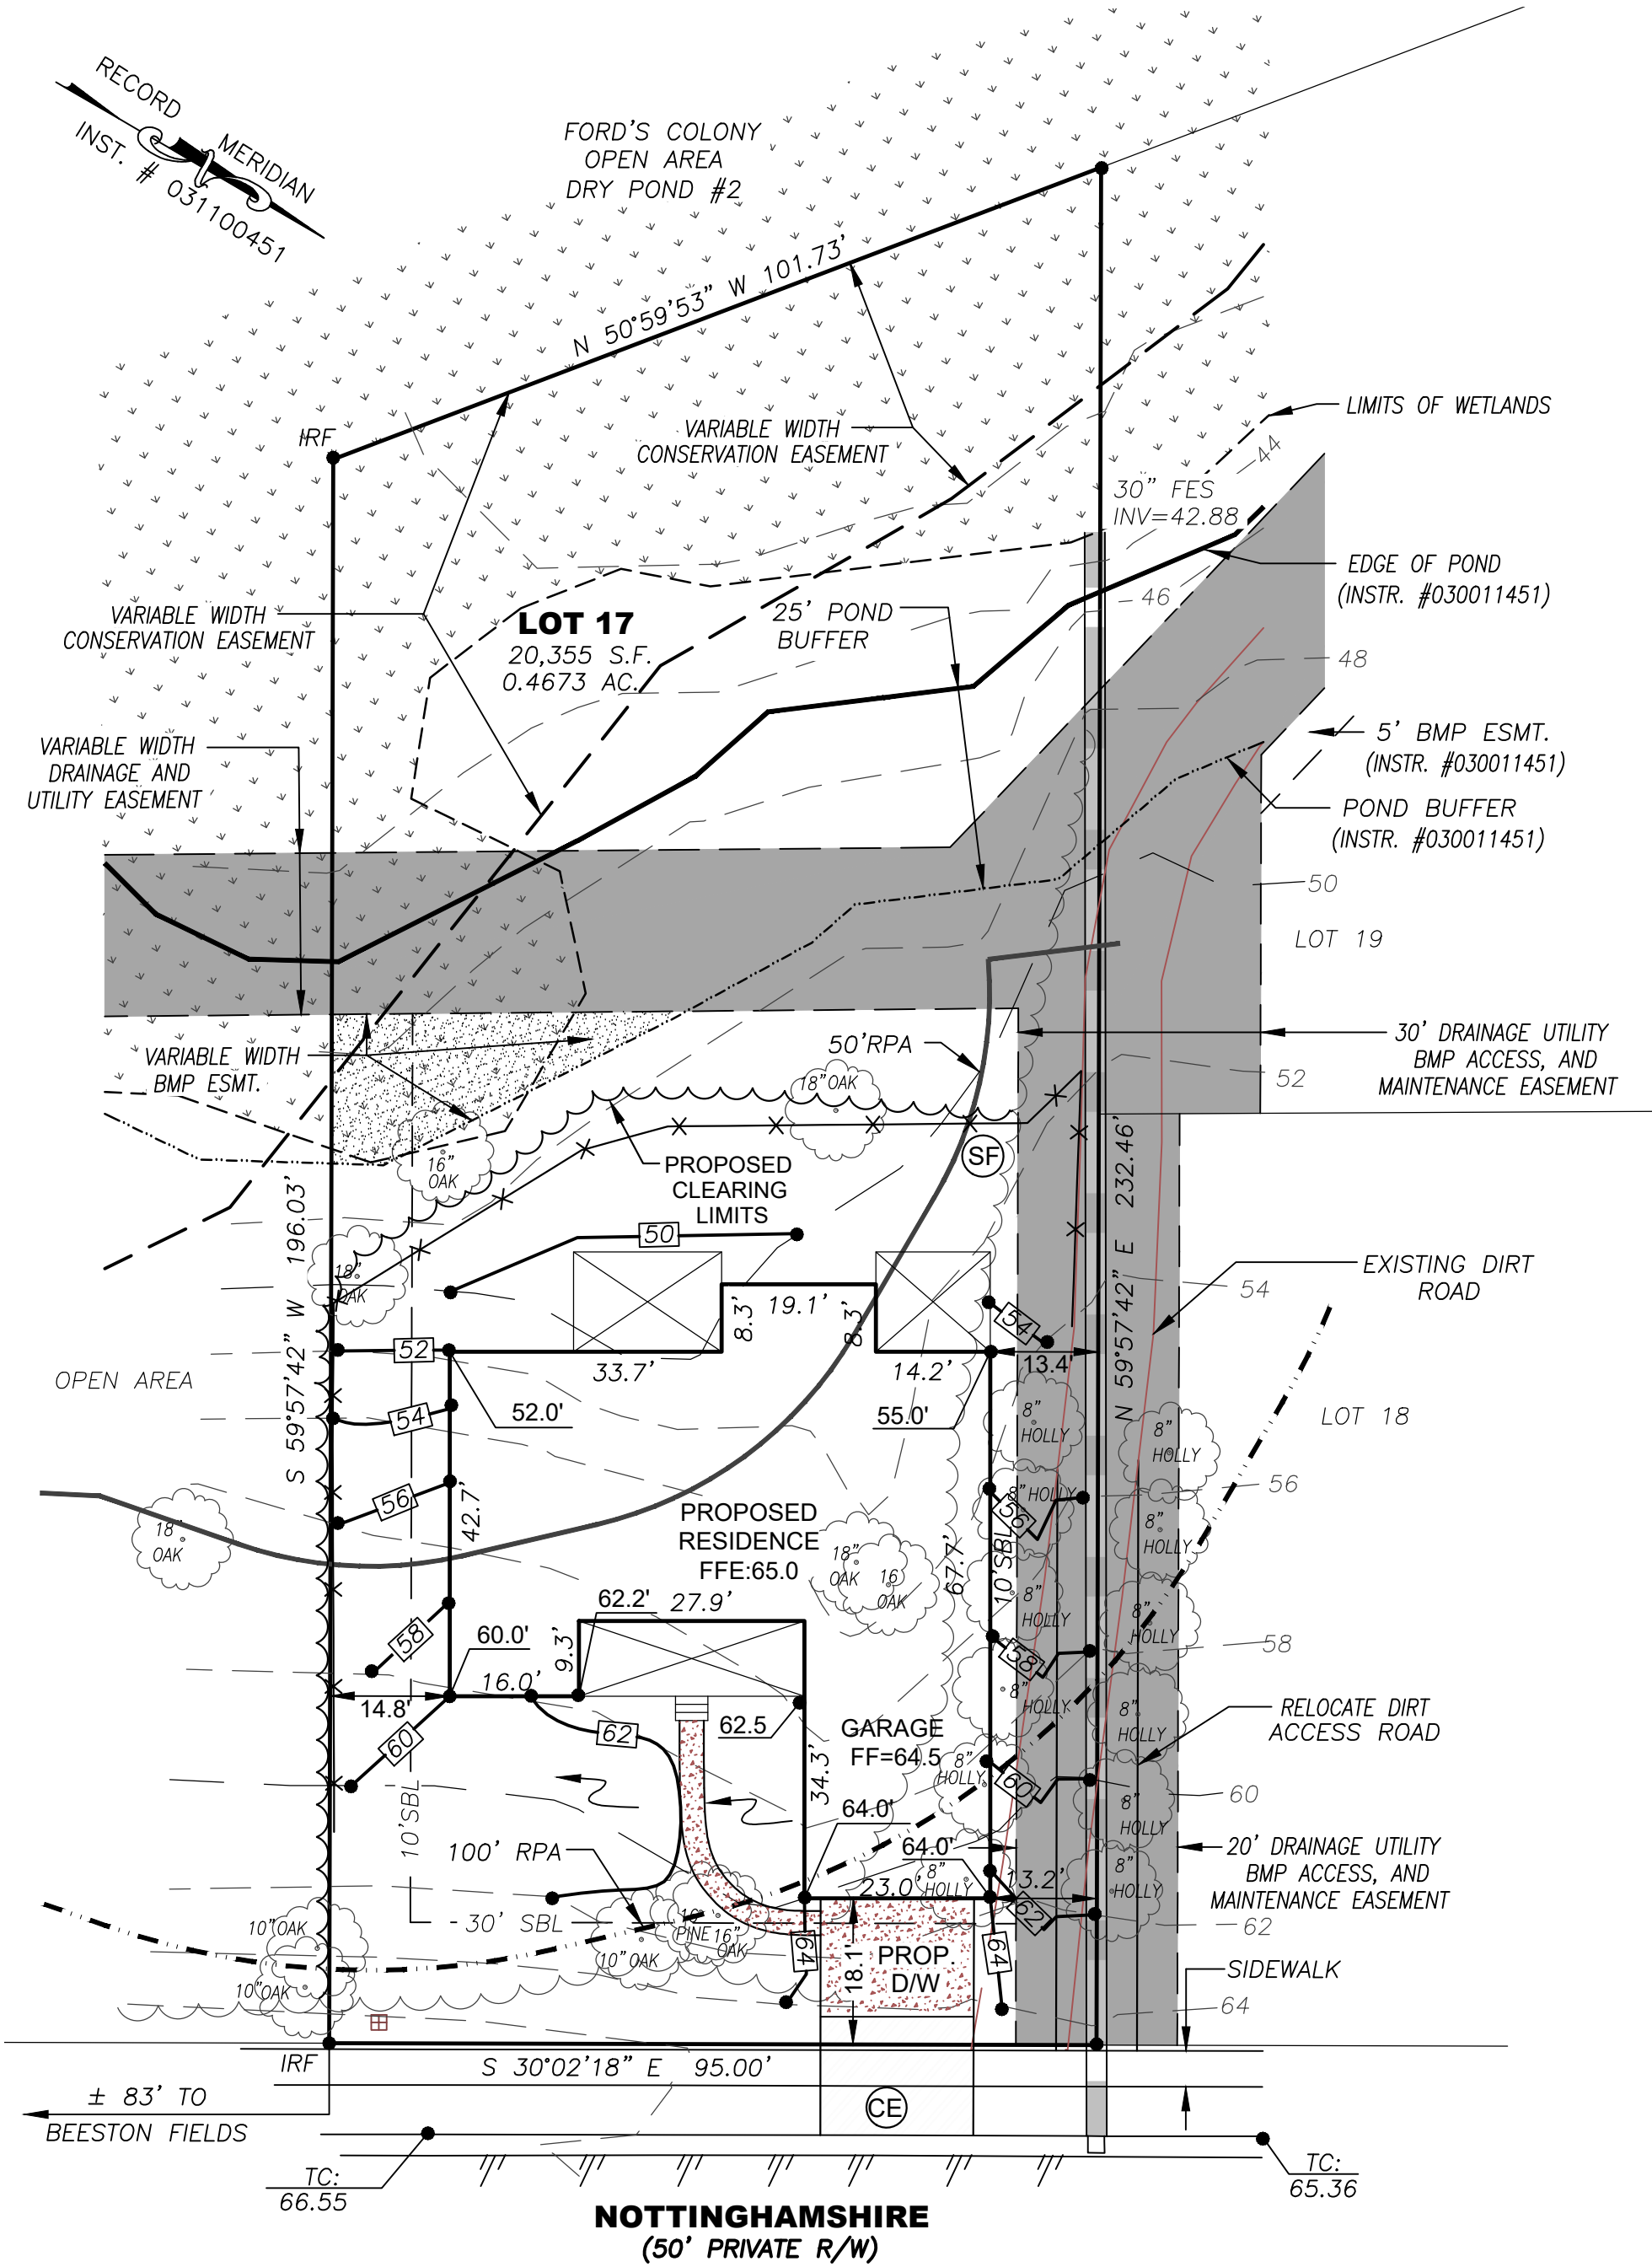 RECORD
MERIDIAN
INST. # 031100451
FORD'S COLONY
OPEN AREA
DRY POND #2
N 50°59'53" W 101.73'
IRF
VARIABLE WIDTH
CONSERVATION EASEMENT
LIMITS OF WETLANDS
44
30" FES
INV=42.88
EDGE OF POND
(INSTR. #030011451)
46
VARIABLE WIDTH
CONSERVATION EASEMENT
LOT 17
20,355 S.F.
0.4673 AC.
25' POND
BUFFER
48
VARIABLE WIDTH
DRAINAGE AND
UTILITY EASEMENT
5' BMP ESMT.
(INSTR. #030011451)
POND BUFFER
(INSTR. #030011451)
50
LOT 19
VARIABLE WIDTH
BMP ESMT.
50'RPA
30' DRAINAGE UTILITY
BMP ACCESS, AND
MAINTENANCE EASEMENT
52
18" OAK
16"
OAK
SF
PROPOSED
CLEARING
LIMITS
S 59°57'42" W 196.03'
N 59°57'42" E 232.46'
50
18"
OAK
EXISTING DIRT
ROAD
54
8.3'
19.1'
8.3'
54
52
33.7'
14.2'
13.4'
OPEN AREA
54
52.0'
55.0'
8"
HOLLY
8"
HOLLY
LOT 18
56
42.7'
56
8" HOLLY
56
18"
OAK
PROPOSED
RESIDENCE
FFE:65.0
18"
OAK
16
OAK
67.7'
10'SBL
8"
HOLLY
8"
HOLLY
62.2'
27.9'
8"
HOLLY
58
60.0'
9.3'
58
58
14.8'
16.0'
8"
HOLLY
8"
HOLLY
RELOCATE DIRT
ACCESS ROAD
60
62
62.5
GARAGE
FF=64.5
8"
HOLLY
60
34.3'
60
10'SBL
64.0'
8"
HOLLY
100' RPA
64.0'
20' DRAINAGE UTILITY
BMP ACCESS, AND
MAINTENANCE EASEMENT
8"
HOLLY
23.0'
13.2'
8"
HOLLY
62
62
10" OAK
30' SBL
16"
PINE
16"
OAK
10" OAK
10" OAK
64
18.1'
PROP.
D/W
64
SIDEWALK
64
IRF
S 30°02'18" E 95.00'
± 83' TO
BEESTON FIELDS
CE
TC:
66.55
TC:
65.36
NOTTINGHAMSHIRE
(50' PRIVATE R/W)